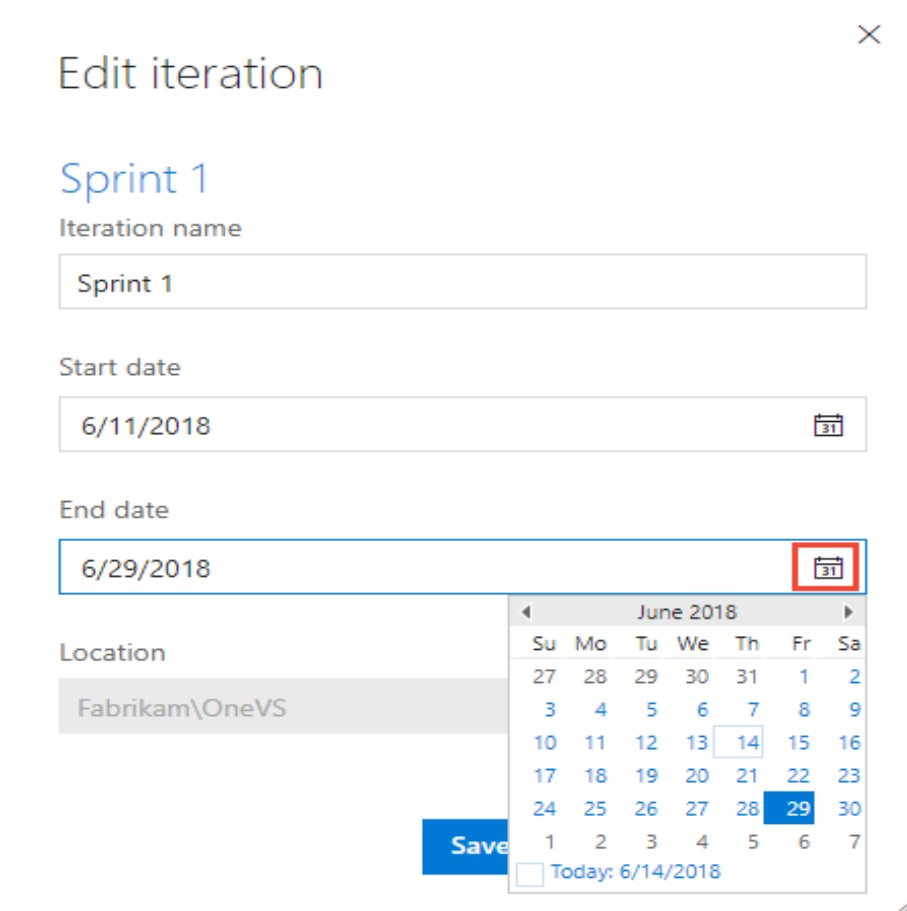 Edit iteration
Sprint 1
Iteration name
Sprint 1
Start date
6/11/2018
31
End date
6/29/2018
31
June 2018
Su Mo Tu We Th Fr Sa
27 28 29 30 31 1 2
3 4 5 6 7 8 9
10 11 12 13 14 15 16
17 18 19 20 21 22 23
24 25 26 27 28 29 30
1 2 3 4 5 6 7
Today: 6/14/2018
Location
Fabrikam\OneVS
Save